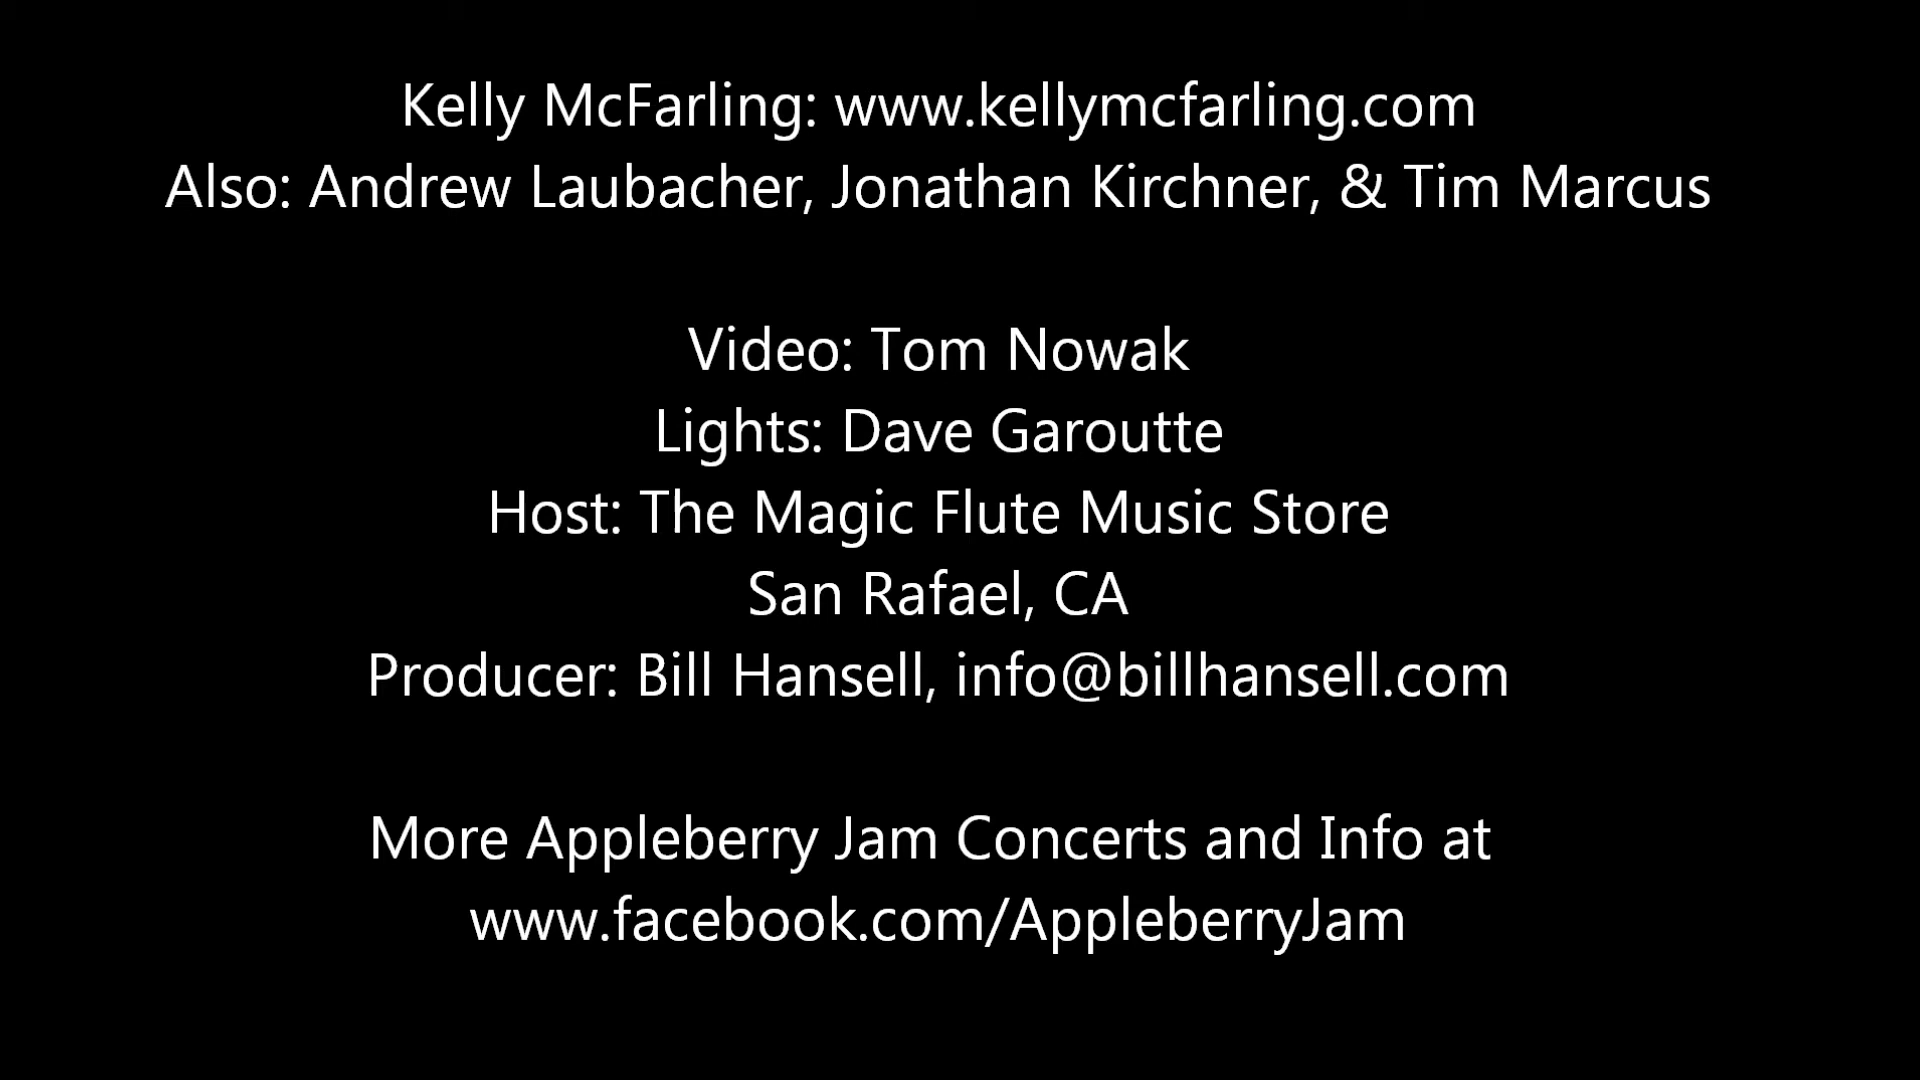 Kelly McFarling: www.kellymcfarling.com
Also: Andrew Laubacher, Jonathan Kirchner, & Tim Marcus
Video: Tom Nowak
Lights: Dave Garoutte
Host: The Magic Flute Music Store
San Rafael, CA
Producer: Bill Hansell, info@billhansell.com
More Appleberry Jam Concerts and Info at
www.facebook.com/AppleberryJam